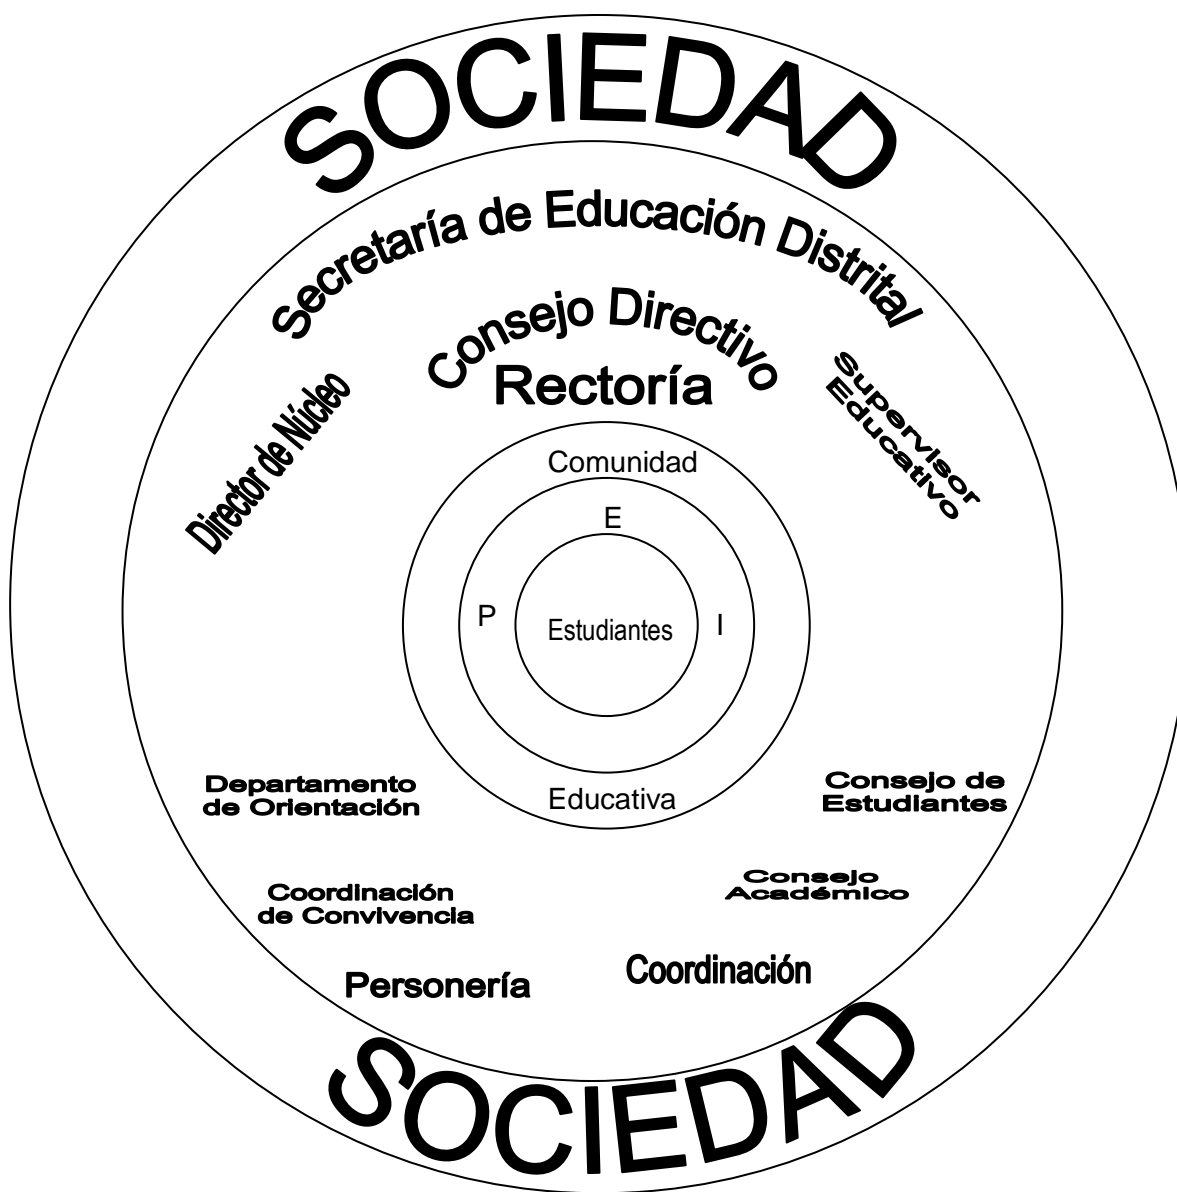 SOCIEDAD
Secretaría de Educación Distrital
Consejo Directivo
Rectoría
Director de Núcleo
Supervisor
Educativo
Comunidad
E
P
Estudiantes
I
Educativa
Departamento
de Orientación
Consejo de
Estudiantes
Coordinación
de Convivencia
Consejo
Académico
Personería
Coordinación
SOCIEDAD